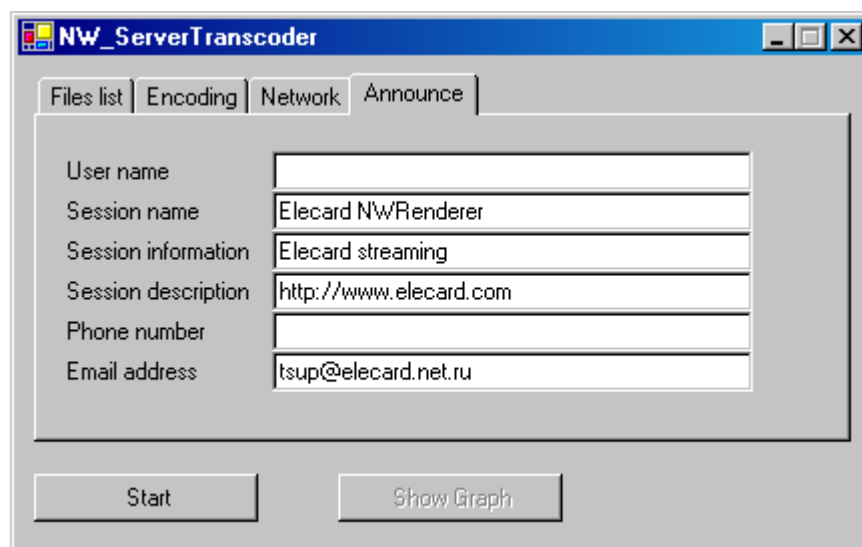 NW_ServerTranscoder
Files list Encoding Network Announce
User name
Session name Elecard NWRenderer
Session information Elecard streaming
Session description http://www.elecard.com
Phone number
Email address tsup@elecard.net.ru
Start Show Graph